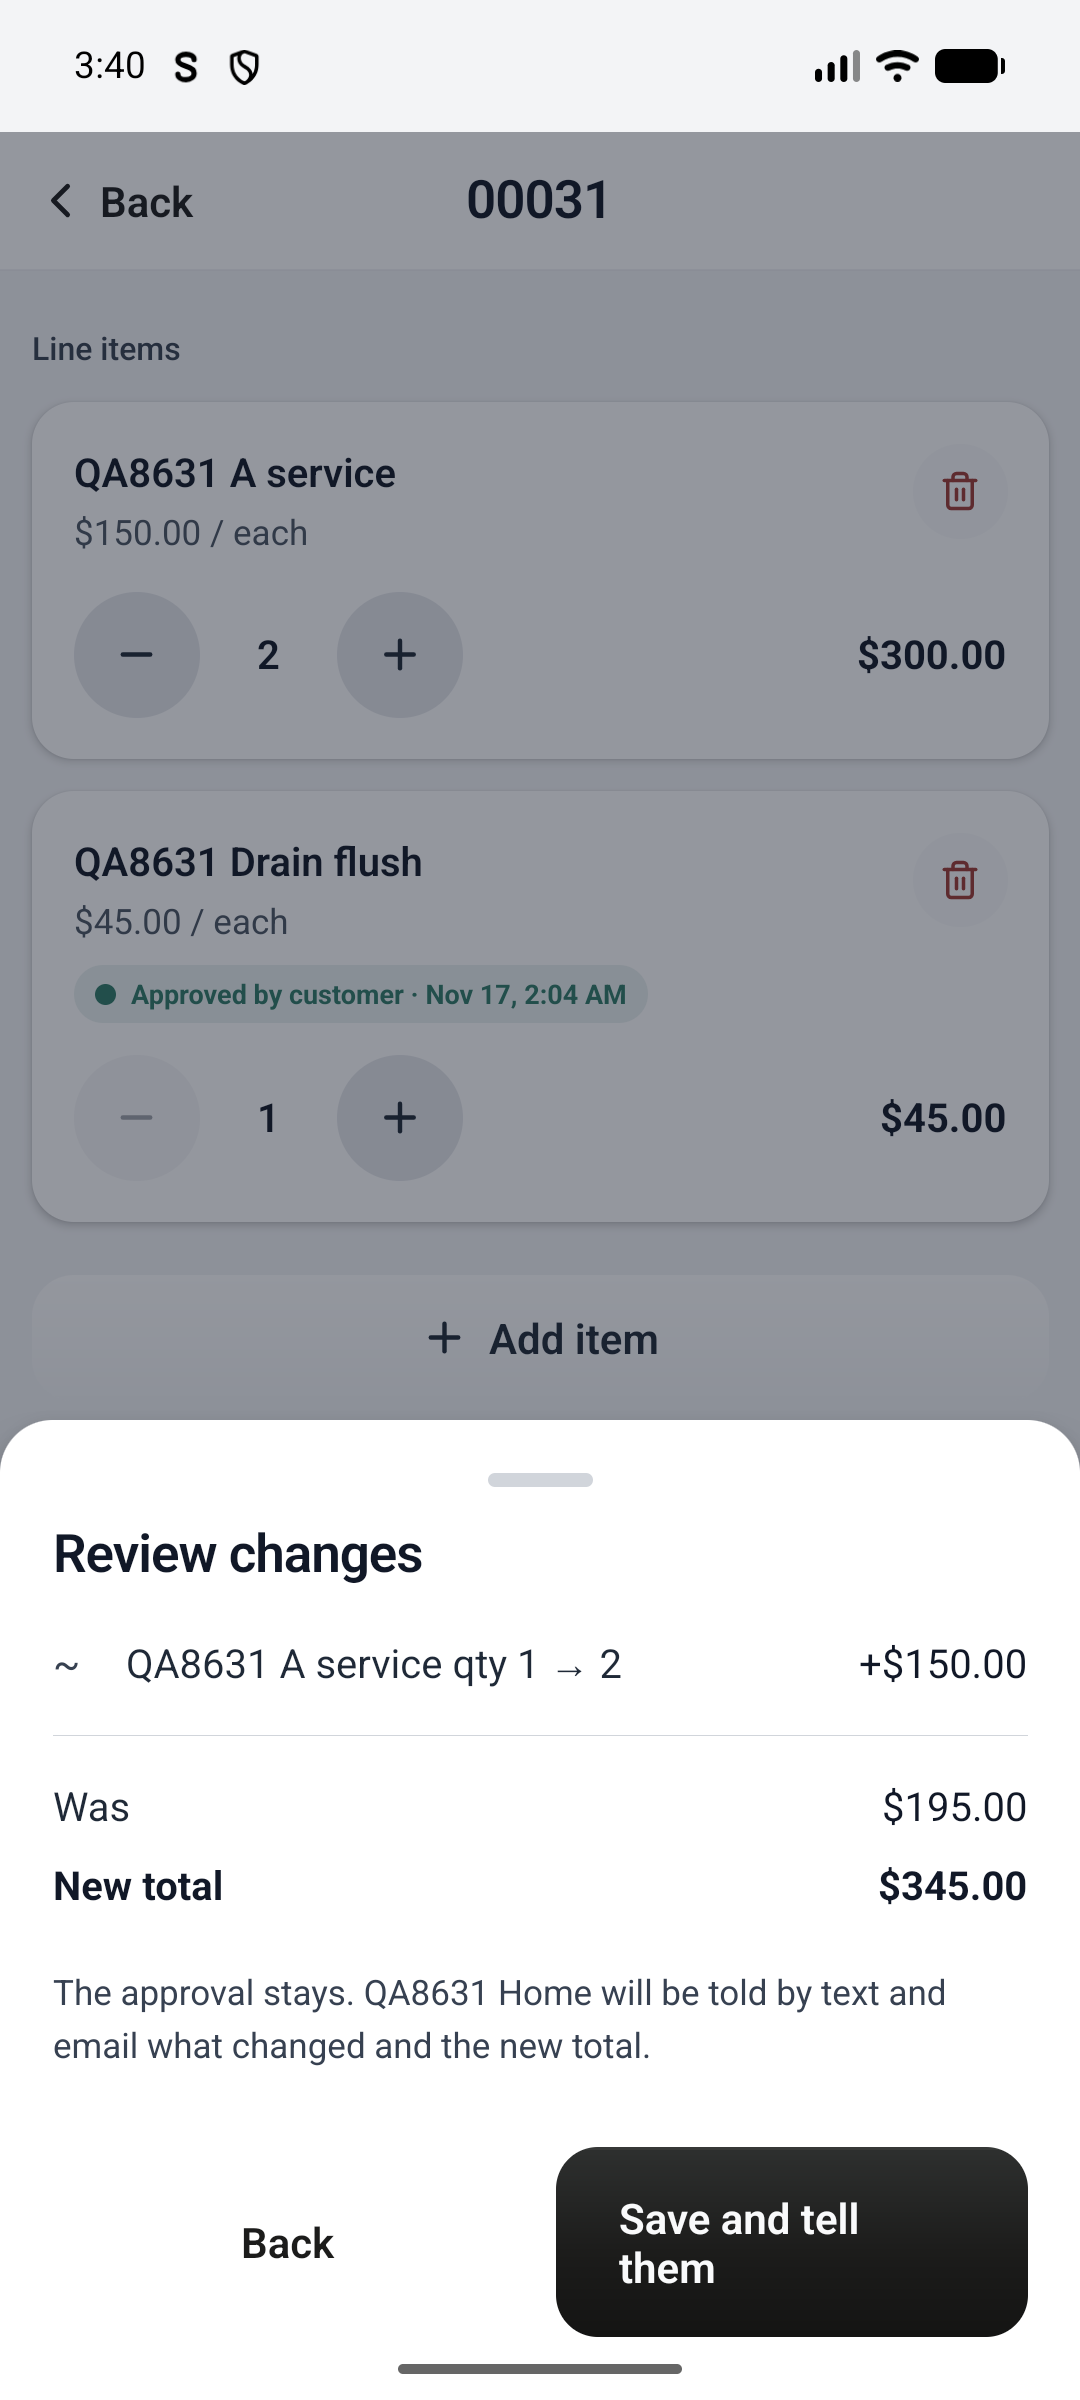 3:40 S
Back
00031
Line items
QA8631 A service
$150.00 / each
2
$300.00
QA8631 Drain flush
$45.00 / each
Approved by customer · Nov 17, 2:04 AM
1
$45.00
Add item
Review changes
~ QA8631 A service qty 1 → 2 +$150.00
Was $195.00
New total $345.00
The approval stays. QA8631 Home will be told by text and
email what changed and the new total.
Back
Save and tell
them